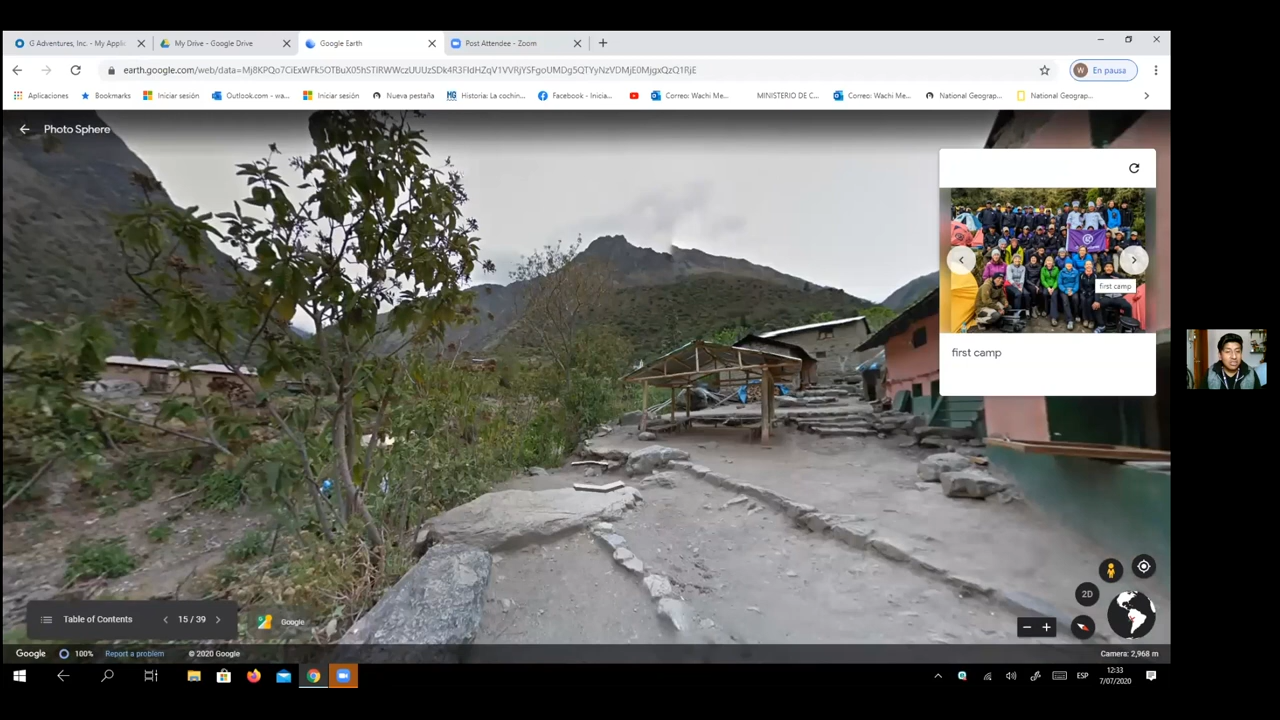 G Adventures, Inc. - My Applic
My Drive - Google Drive
Google Earth
Post Attendee - Zoom
earth.google.com/web/data=Mj8KPQo7CiExWFk5OTBuX05hSTlRWWczUUUzSDk4R3FIdHZqV1VVRjYSFgoUMDg5QTYyNzVDMjE0MjgxQzQ1RjE
W
En pausa
Aplicaciones
Bookmarks
Iniciar sesión
Outlook.com - wa...
Iniciar sesión
Nueva pestaña
MG
Historia: La cochin...
Facebook - Inicia...
Correo: Wachi Me...
MINISTERIO DE C...
Correo: Wachi Me...
National Geograp...
National Geograp...
Photo Sphere
first camp
first camp
2D
Table of Contents
15 / 39
Google
Google
100%
Report a problem
© 2020 Google
Camera: 2,968 m
ESP
12:33
7/07/2020